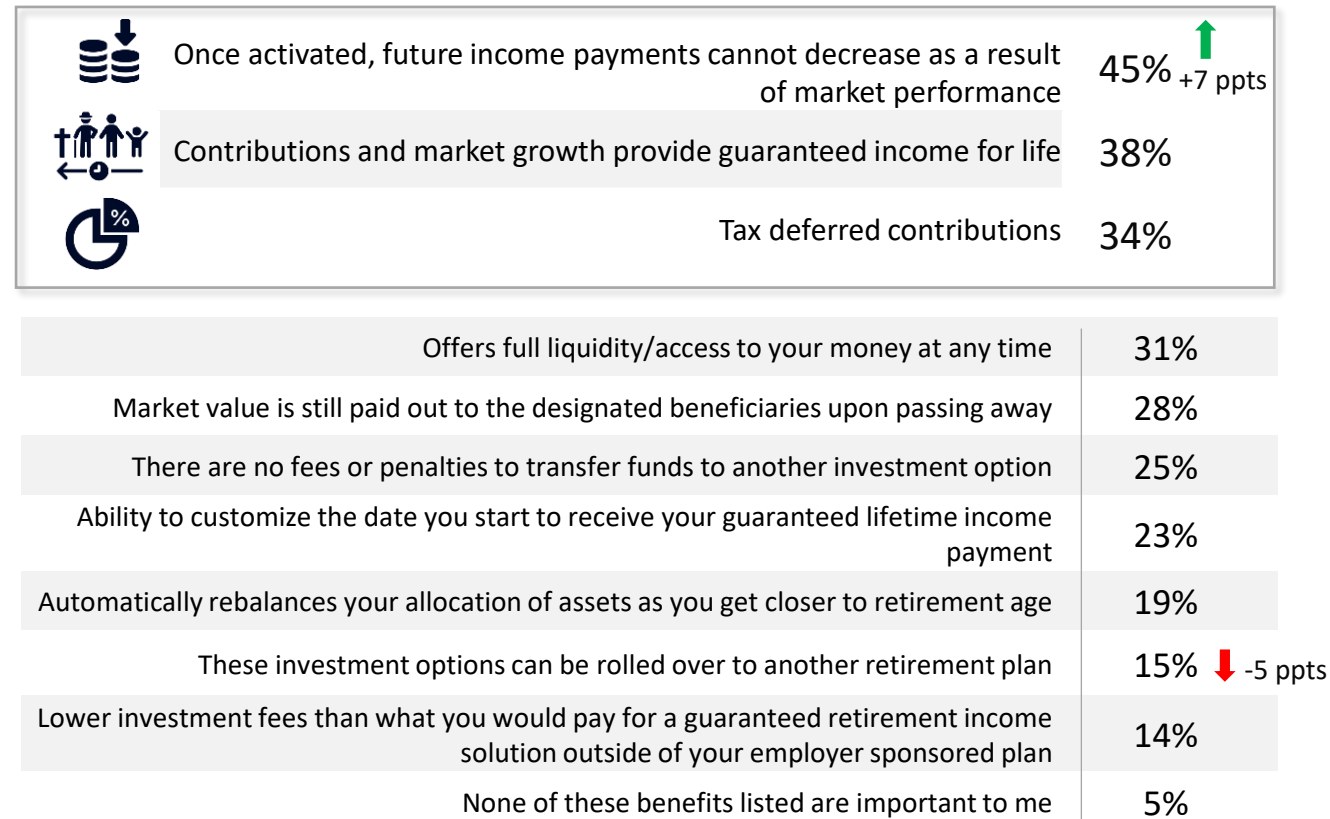 Once activated, future income payments cannot decrease as a result
of market performance
45% +7 ppts
Contributions and market growth provide guaranteed income for life
38%
%
Tax deferred contributions
34%
Offers full liquidity/access to your money at any time
31%
Market value is still paid out to the designated beneficiaries upon passing away
28%
There are no fees or penalties to transfer funds to another investment option
25%
Ability to customize the date you start to receive your guaranteed lifetime income
payment
23%
Automatically rebalances your allocation of assets as you get closer to retirement age
19%
These investment options can be rolled over to another retirement plan
15% -5 ppts
Lower investment fees than what you would pay for a guaranteed retirement income
solution outside of your employer sponsored plan
14%
None of these benefits listed are important to me
5%